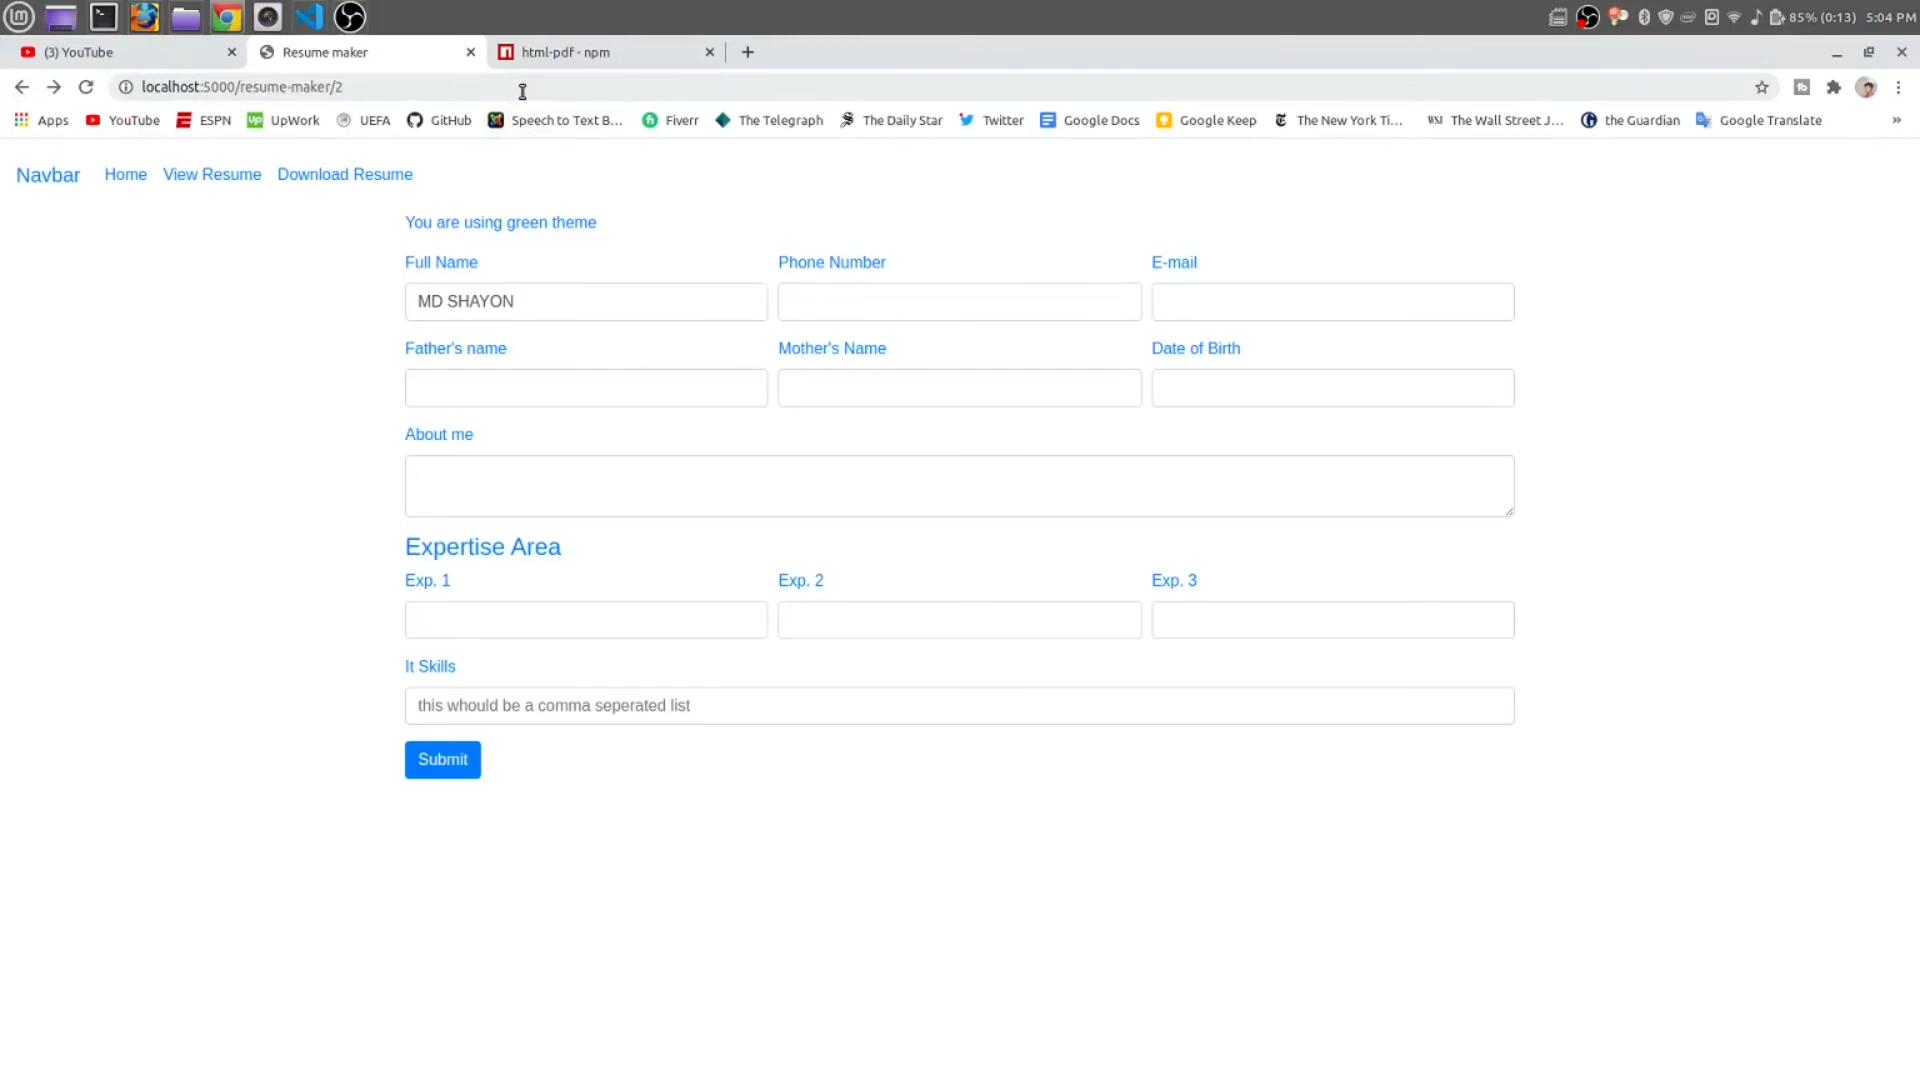 85% (0:13) 5:04 PM
(3) YouTube Resume maker html-pdf - npm
localhost:5000/resume-maker/2
Apps YouTube ESPN UpWork UEFA GitHub Speech to Text B... Fiverr The Telegraph The Daily Star Twitter Google Docs Google Keep The New York Ti... WSJ The Wall Street J... the Guardian Google Translate »
Navbar Home View Resume Download Resume
You are using green theme
Full Name Phone Number E-mail
MD SHAYON
Father's name Mother's Name Date of Birth
About me
Expertise Area
Exp. 1 Exp. 2 Exp. 3
It Skills
this whould be a comma seperated list
Submit